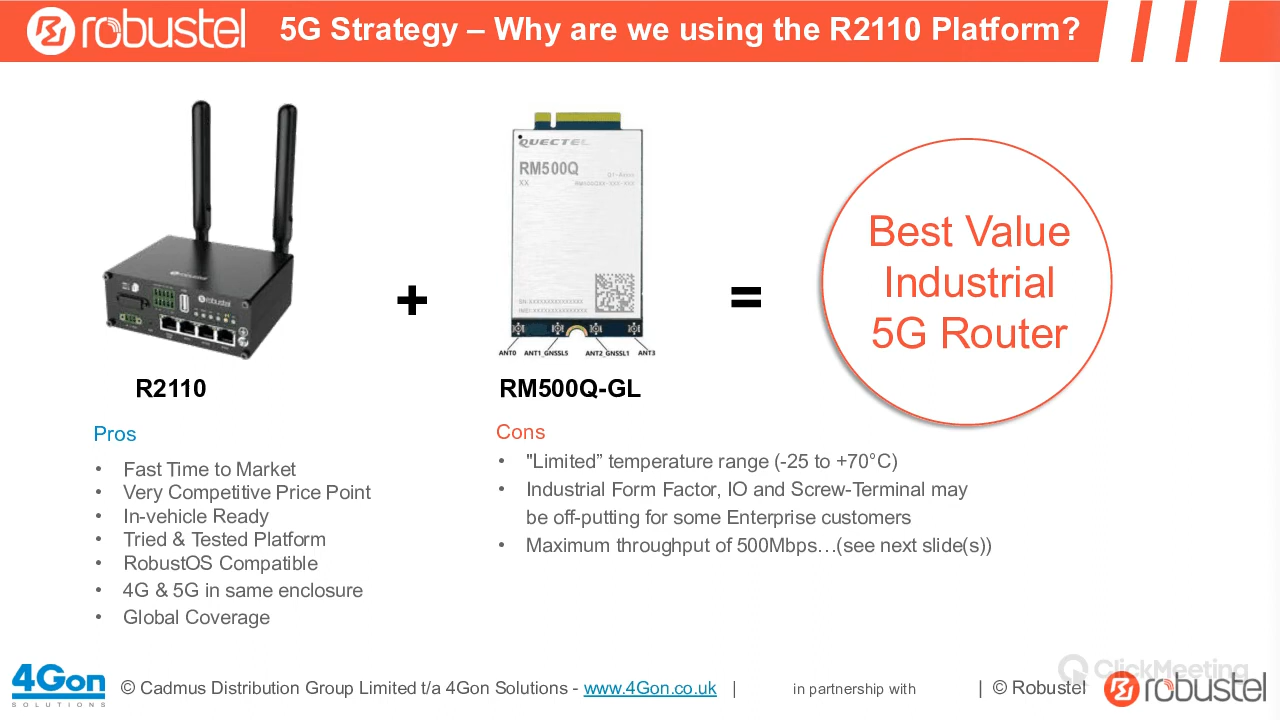 robustel
5G Strategy – Why are we using the R2110 Platform?
QUECTEL
RM500Q
XX
robustel
ANT0 ANT1_GNSSL5 ANT2_GNSSL1 ANT3
+
=
Best Value
Industrial
5G Router
R2110
RM500Q-GL
Pros
• Fast Time to Market
• Very Competitive Price Point
• In-vehicle Ready
• Tried & Tested Platform
• RobustOS Compatible
• 4G & 5G in same enclosure
• Global Coverage
Cons
• "Limited” temperature range (-25 to +70°C)
• Industrial Form Factor, IO and Screw-Terminal may
be off-putting for some Enterprise customers
• Maximum throughput of 500Mbps…(see next slide(s))
4Gon
SOLUTIONS
© Cadmus Distribution Group Limited t/a 4Gon Solutions - www.4Gon.co.uk |
in partnership with
| © Robustel
ClickMeeting
robustel